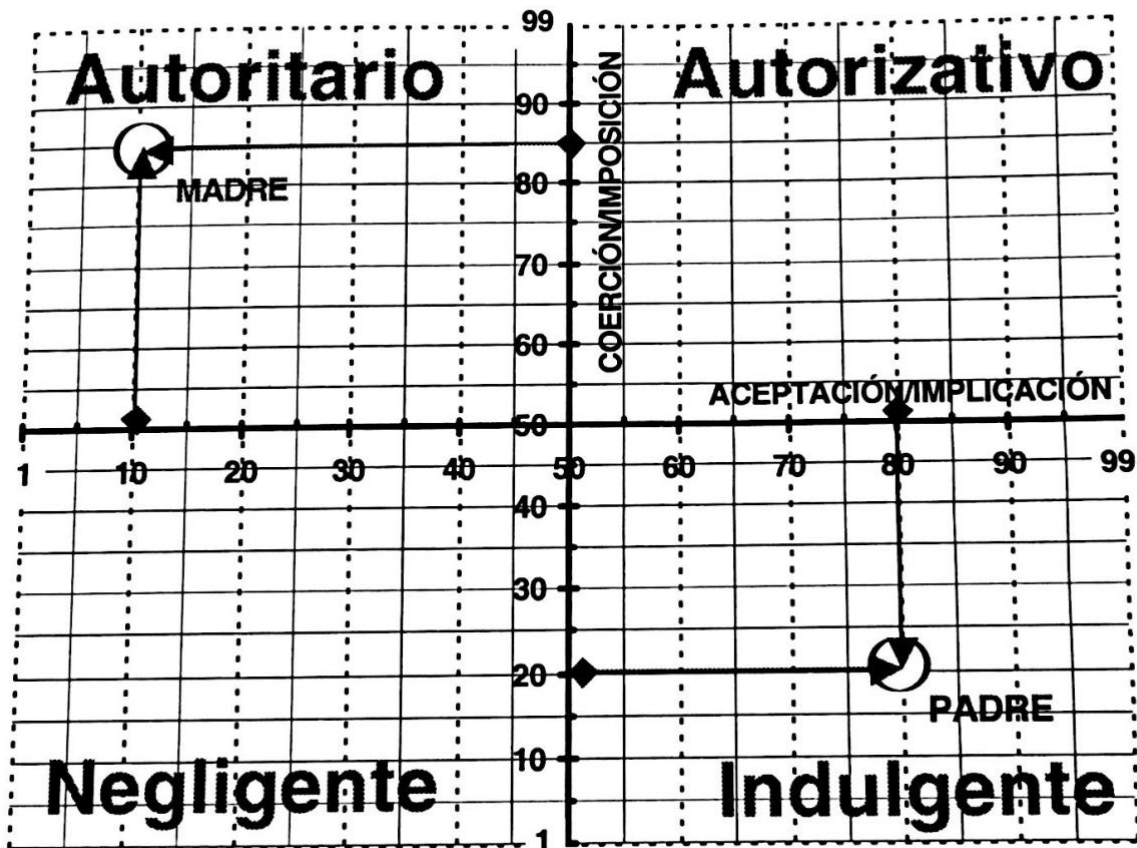 99
Autoritario
Autorizativo
90
COERCIÓN/IMPOSICIÓN
MADRE
80
70
60
ACEPTACIÓN/IMPLICACIÓN
50
1 10 20 30 40 50 60 70 80 90 99
40
30
20
PADRE
10
Negligente
Indulgente
1